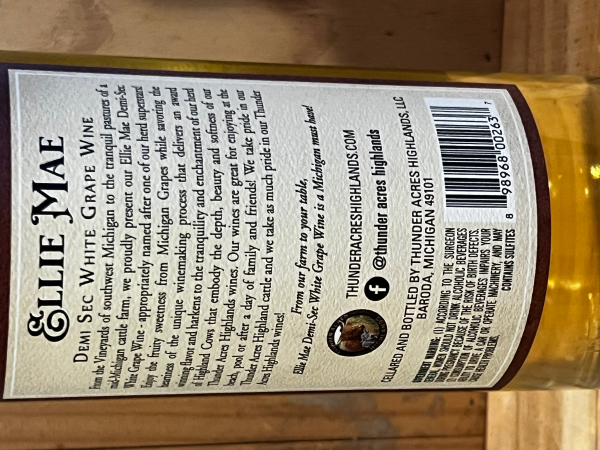 ELLIE MAE
DEMI SEC WHITE GRAPE WINE
From the Vineyards of southwest Michigan to the tranquil pastures of a
mid-Michigan cattle farm, we proudly present our Ellie Mae Demi-Sec
White Grape Wine - appropriately named after one of our herd
Enjoy the fruity sweetness from Michigan Grapes while savoring the
of the unique winemaking process that delivers an award
winning flavor and harkens to the tranquility and enchantment of our herd
of Highland Cows that embody the depth, beauty and softness of our
Thunder Acres Highlands wines. Our wines are great for enjoying at the
beach, pool or after a day of family and friends! We take pride in our
Thunder Acres Highland cattle and we take as much pride in our Thunder
Acres Highlands wines!
From our farm to your table,
Ellie Mae Demi-Sec White Grape Wine is a Michigan must have!
THUNDERACRESHIGHLANDS.COM
@thunder acres highlands
CELLARED AND BOTTLED BY THUNDER ACRES HIGHLANDS, LLC
BARODA, MICHIGAN 49101
GOVERNMENT WARNING: (1) ACCORDING TO THE SURGEON
GENERAL, WOMEN SHOULD NOT DRINK ALCOHOLIC BEVERAGES
DURING PREGNANCY BECAUSE OF THE RISK OF BIRTH DEFECTS.
(2) CONSUMPTION OF ALCOHOLIC BEVERAGES IMPAIRS YOUR
ABILITY TO DRIVE A CAR OR OPERATE MACHINERY, AND MAY
CAUSE HEALTH PROBLEMS. CONTAINS SULFITES
8 98968 00263 7